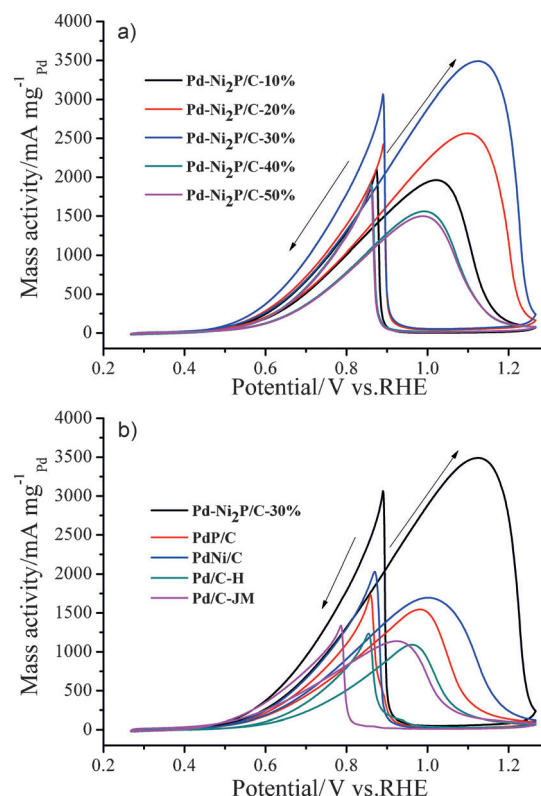 a)
Mass activity/mA mg⁻¹ Pd
4000
3500
3000
2500
2000
1500
1000
500
0
Pd-Ni₂P/C-10%
Pd-Ni₂P/C-20%
Pd-Ni₂P/C-30%
Pd-Ni₂P/C-40%
Pd-Ni₂P/C-50%
0.2 0.4 0.6 0.8 1.0 1.2
Potential/ V vs.RHE
b)
Mass activity/mA mg⁻¹ Pd
4000
3500
3000
2500
2000
1500
1000
500
0
Pd-Ni₂P/C-30%
PdP/C
PdNi/C
Pd/C-H
Pd/C-JM
0.2 0.4 0.6 0.8 1.0 1.2
Potential/ V vs.RHE